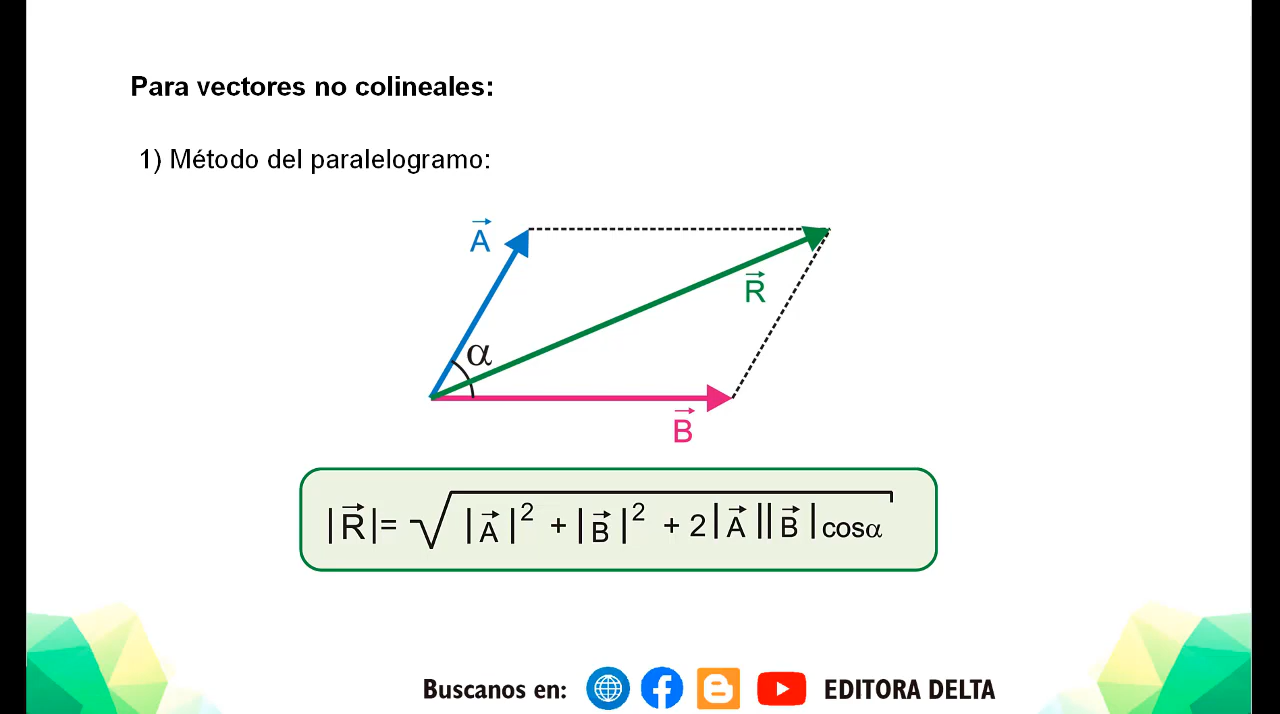 Para vectores no colineales:
1) Método del paralelogramo:
A⃗
R⃗
α
B⃗
|R⃗|= √|A⃗|² + |B⃗|² + 2|A⃗||B⃗|cosα
Buscanos en: EDITORA DELTA